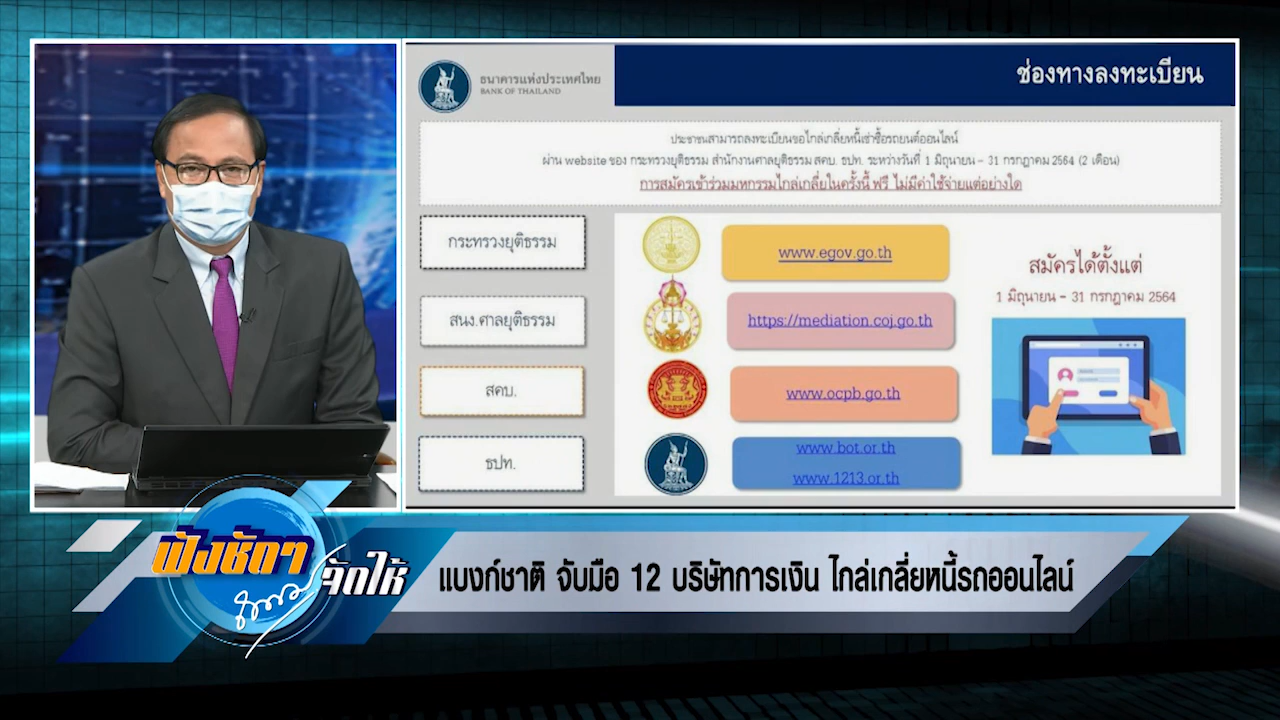 ธนาคารแห่งประเทศไทย
BANK OF THAILAND
ช่องทางลงทะเบียน
ประชาชนสามารถลงทะเบียนขอไกล่เกลี่ยหนี้เช่าซื้อรถยนต์ออนไลน์
ผ่าน website ของ กระทรวงยุติธรรม สำนักงานศาลยุติธรรม สคบ. ธปท. ระหว่างวันที่ 1 มิถุนายน – 31 กรกฎาคม 2564 (2 เดือน)
การสมัครเข้าร่วมมหกรรมไกล่เกลี่ยในครั้งนี้ ฟรี ไม่มีค่าใช้จ่ายแต่อย่างใด
กระทรวงยุติธรรม
www.egov.go.th
สนง.ศาลยุติธรรม
https://mediation.coj.go.th
สคบ.
www.ocpb.go.th
ธปท.
www.bot.or.th
www.1213.or.th
สมัครได้ตั้งแต่
1 มิถุนายน – 31 กรกฎาคม 2564
ฟังชัดๆ
จัดให้
แบงก์ชาติ จับมือ 12 บริษัทการเงิน ไกล่เกลี่ยหนี้รถออนไลน์